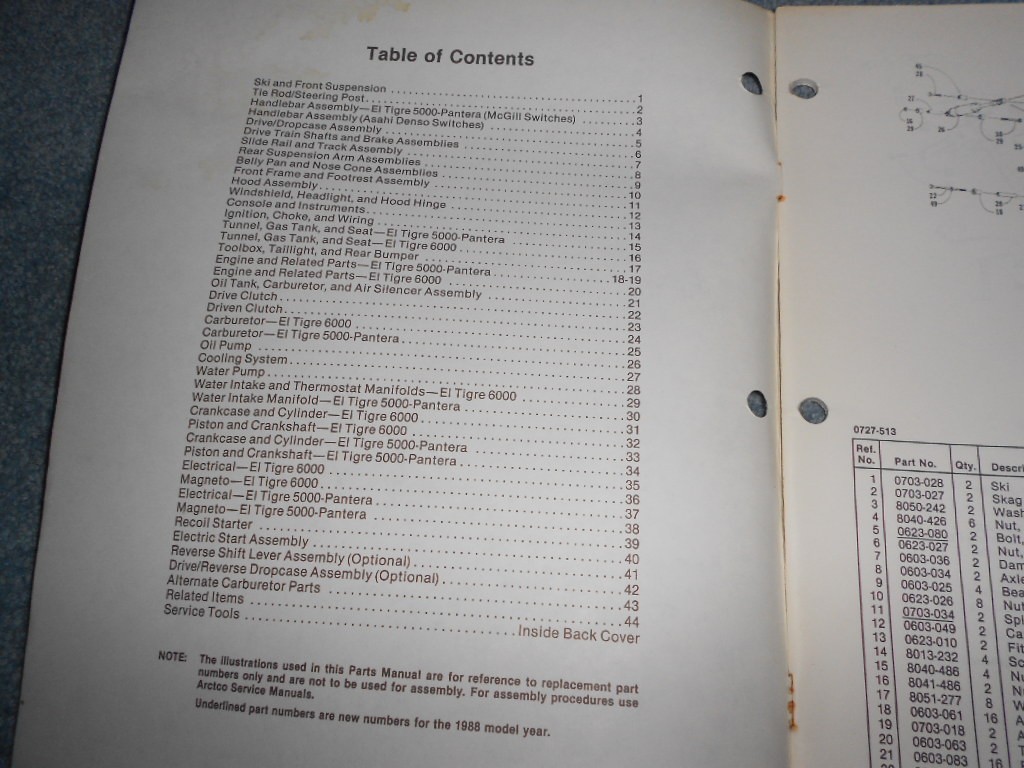 Table of Contents
Ski and Front Suspension 1
Tie Rod/Steering Post 2
Handlebar Assembly—El Tigre 5000-Pantera (McGill Switches) 3
Handlebar Assembly (Asahi Denso Switches) 4
Drive/Dropcase Assembly 5
Drive Train Shafts and Brake Assemblies 6
Slide Rail and Track Assembly 7
Rear Suspension Arm Assemblies 8
Belly Pan and Nose Cone Assemblies 9
Front Frame and Footrest Assembly 10
Hood Assembly 11
Windshield, Headlight, and Hood Hinge 12
Console and Instruments 13
Ignition, Choke, and Wiring 14
Tunnel, Gas Tank, and Seat—El Tigre 5000-Pantera 15
Tunnel, Gas Tank, and Seat—El Tigre 6000 16
Toolbox, Taillight, and Rear Bumper 17
Engine and Related Parts—El Tigre 5000-Pantera 18-19
Engine and Related Parts—El Tigre 6000 20
Oil Tank, Carburetor, and Air Silencer Assembly 21
Drive Clutch 22
Driven Clutch 23
Carburetor—El Tigre 6000 24
Carburetor—El Tigre 5000-Pantera 25
Oil Pump 26
Cooling System 27
Water Pump 28
Water Intake and Thermostat Manifolds—El Tigre 6000 29
Water Intake Manifold—El Tigre 5000-Pantera 30
Crankcase and Cylinder—El Tigre 6000 31
Piston and Crankshaft—El Tigre 6000 32
Crankcase and Cylinder—El Tigre 5000-Pantera 33
Piston and Crankshaft—El Tigre 5000-Pantera 34
Electrical—El Tigre 6000 35
Magneto—El Tigre 6000 36
Electrical—El Tigre 5000-Pantera 37
Magneto—El Tigre 5000-Pantera 38
Recoil Starter 39
Electric Start Assembly 40
Reverse Shift Lever Assembly (Optional) 41
Drive/Reverse Dropcase Assembly (Optional) 42
Alternate Carburetor Parts 43
Related Items 44
Service Tools Inside Back Cover
NOTE: The illustrations used in this Parts Manual are for reference to replacement part
numbers only and are not to be used for assembly. For assembly procedures use
Arctco Service Manuals.
Underlined part numbers are new numbers for the 1988 model year.
0727-513
Ref. No. Part No. Qty. Descri
1 0703-028 2 Ski
2 0703-027 2 Skag
3 8050-242 2 Wash
4 8040-426 6 Nut,
5 0623-080 2 Bolt,
6 0623-027 2 Nut,
7 0603-036 2 Dam
8 0603-034 2 Axle
9 0603-025 4 Bea
10 0623-026 8 Nut
11 0703-034 2 Spi
12 0603-049 2 Ca
13 0623-010 2 Fit
14 8013-232 4 Sc
15 8040-486 4 Nu
16 8041-486 2 Nu
17 8051-277 8 W
18 0603-061 16 A
19 0703-018 2 A
20 0603-063 2 T
21 0603-083 16